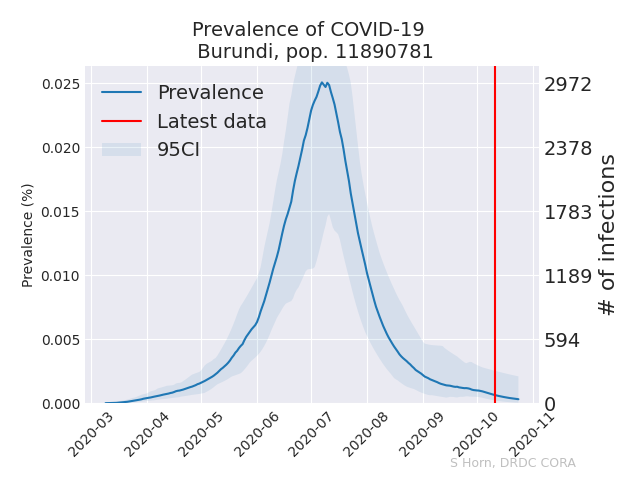 Prevalence of COVID-19
Burundi, pop. 11890781
Prevalence
Latest data
95CI
Prevalence (%)
0.025
0.020
0.015
0.010
0.005
0.000
2972
2378
1783
1189
594
0
# of infections
2020-03
2020-04
2020-05
2020-06
2020-07
2020-08
2020-09
2020-10
2020-11
S Horn, DRDC CORA